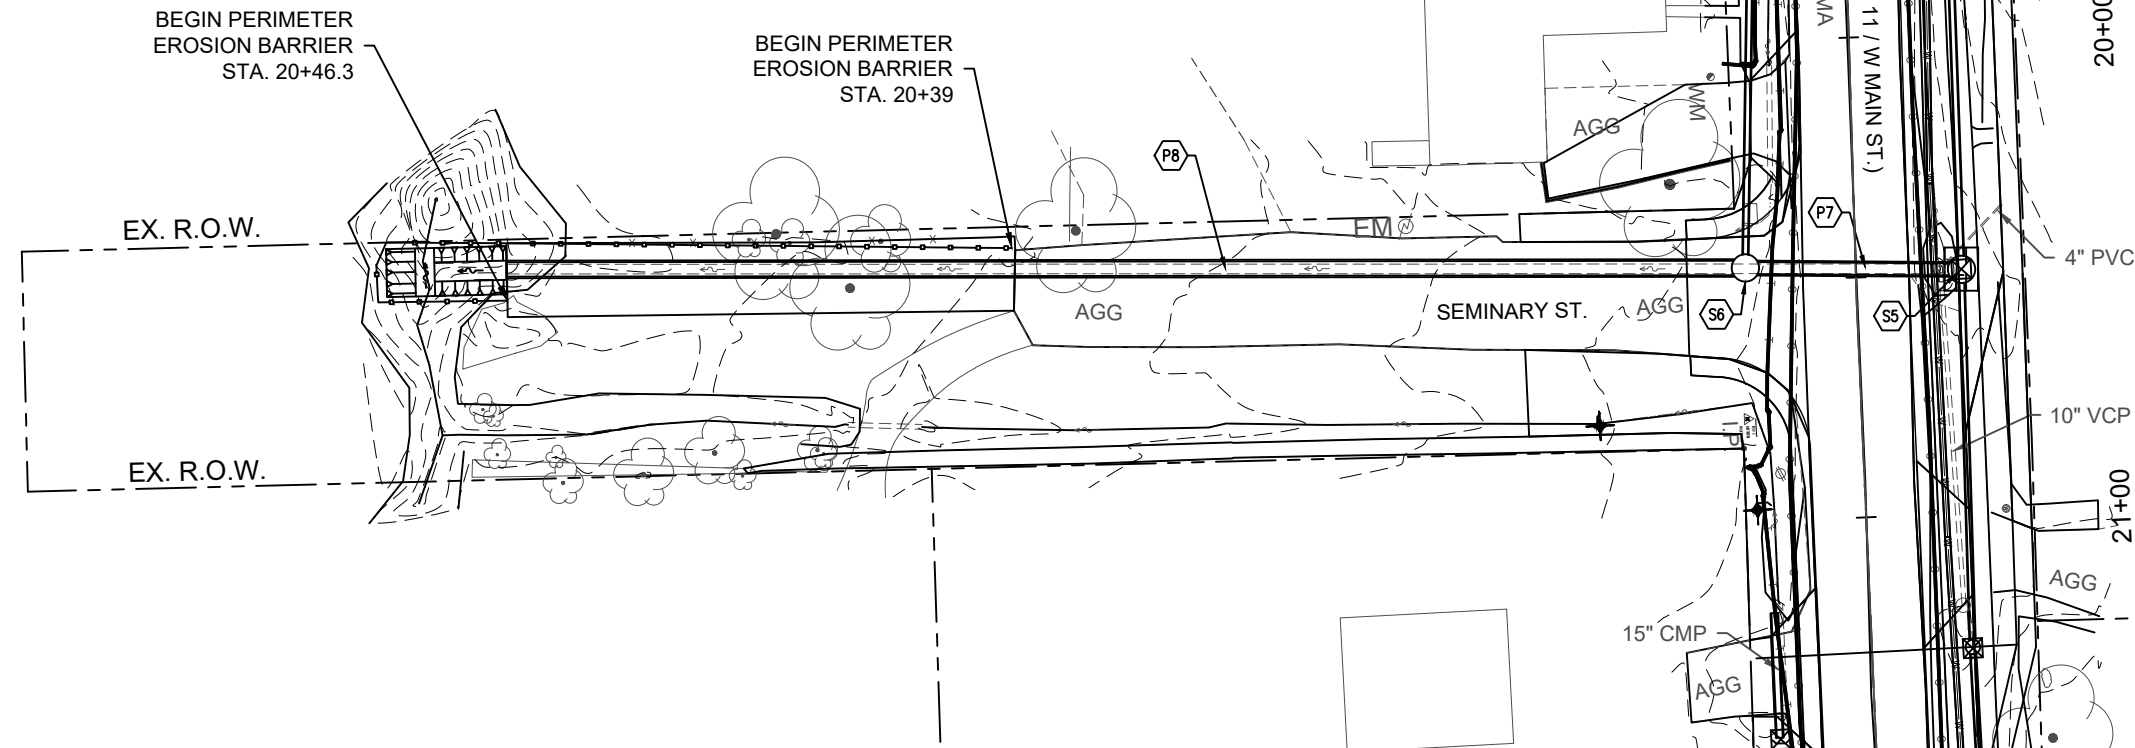 BEGIN PERIMETER
EROSION BARRIER
STA. 20+46.3
BEGIN PERIMETER
EROSION BARRIER
STA. 20+39
MA
11 / W MAIN ST.)
20+00
WM
AGG
P8
EX. R.O.W.
EM
P7
4" PVC
AGG
SEMINARY ST.
AGG
S6
S5
10" VCP
I.P.
EX. R.O.W.
21+00
AGG
15" CMP
AGG